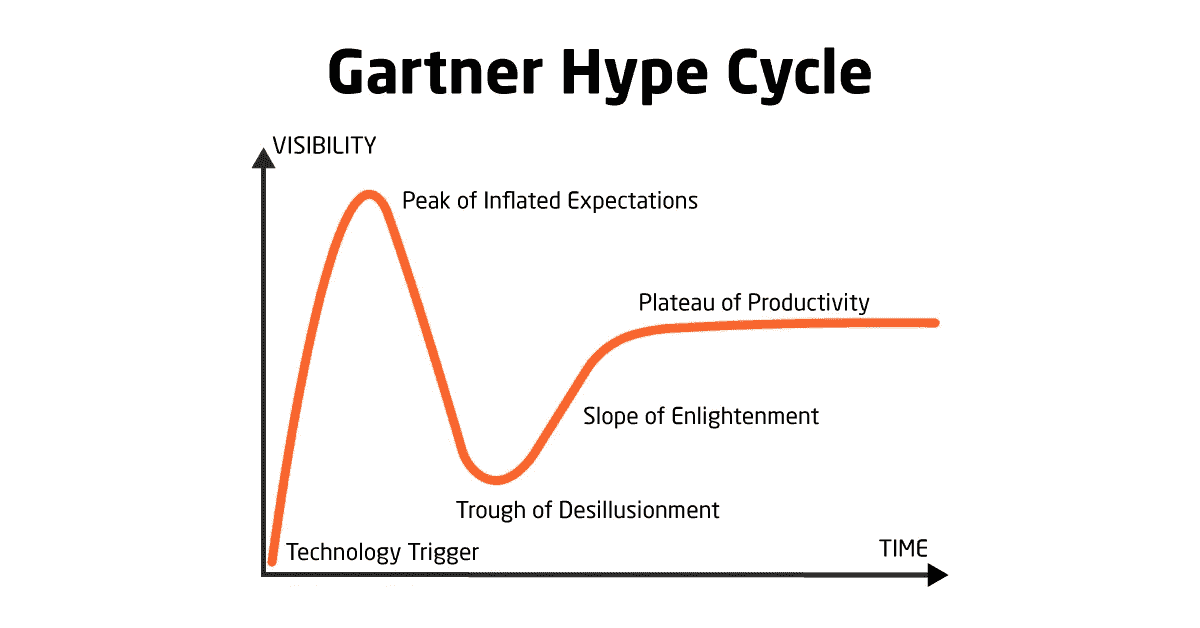 Gartner Hype Cycle
VISIBILITY
Peak of Inflated Expectations
Plateau of Productivity
Slope of Enlightenment
Trough of Desillusionment
Technology Trigger
TIME